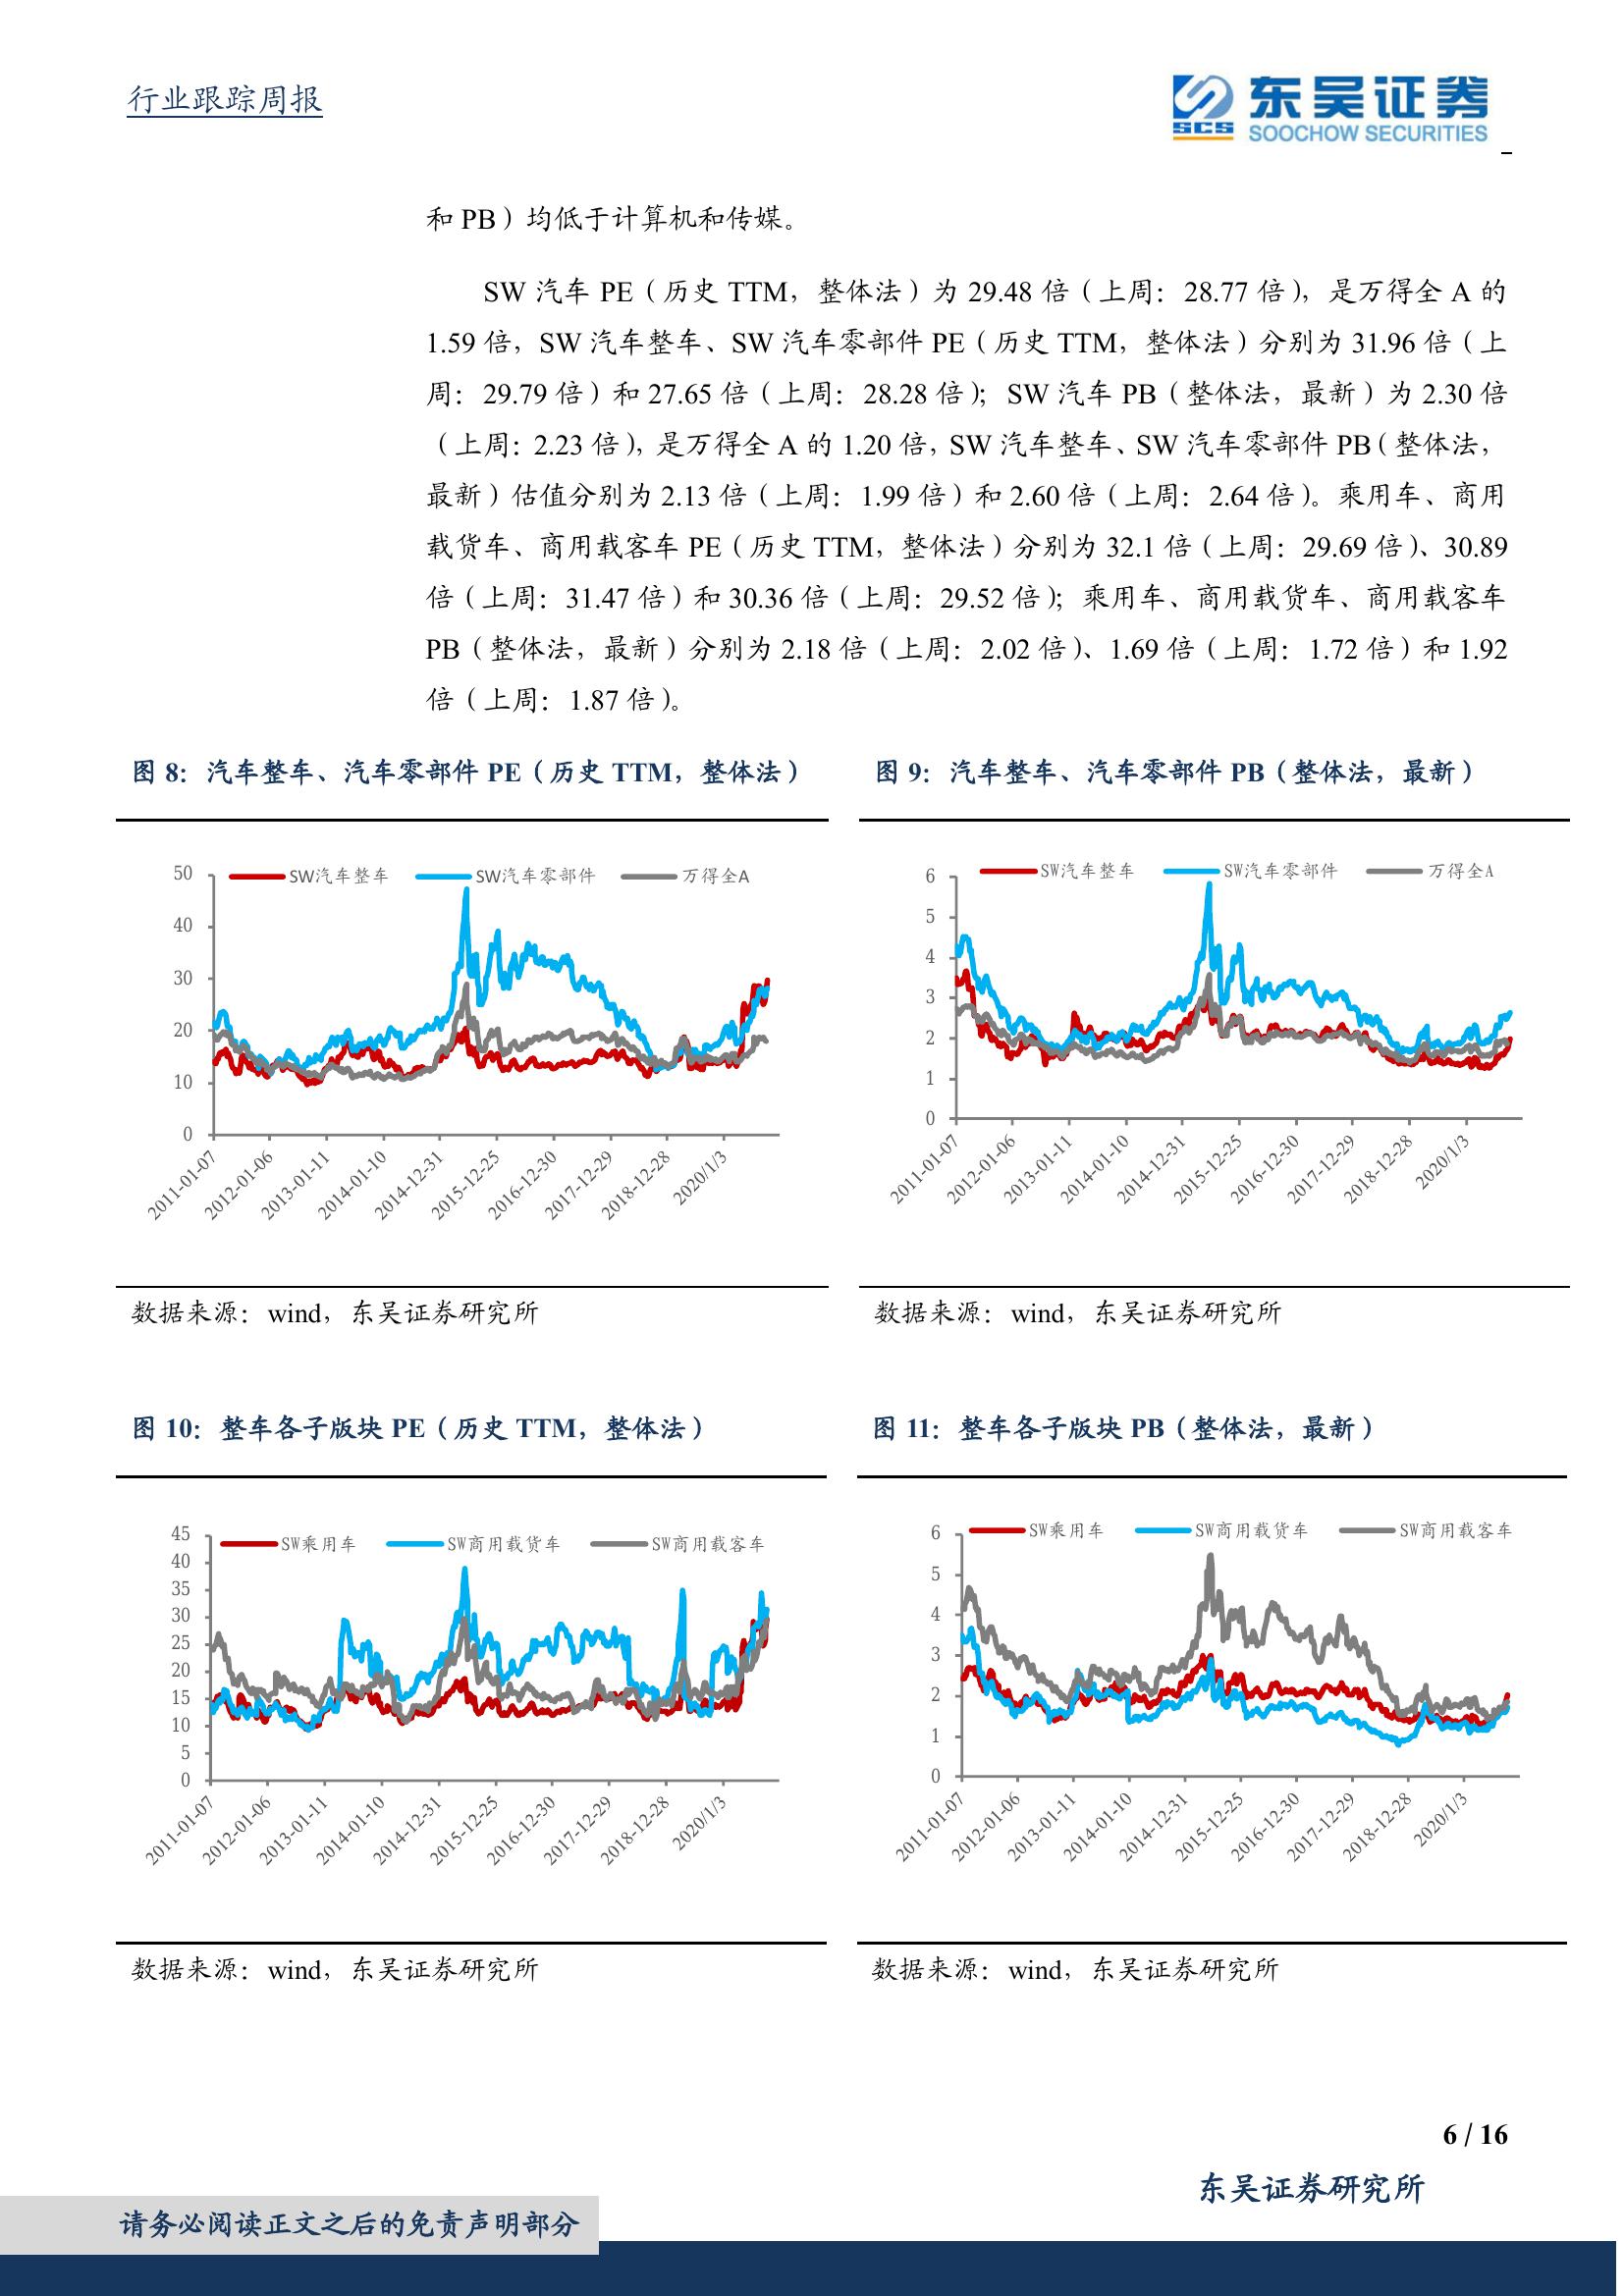 行业跟踪周报
东吴证券
SCS SOOCHOW SECURITIES
和 PB）均低于计算机和传媒。
SW 汽车 PE（历史 TTM，整体法）为 29.48 倍（上周：28.77 倍），是万得全 A 的
1.59 倍，SW 汽车整车、SW 汽车零部件 PE（历史 TTM，整体法）分别为 31.96 倍（上
周：29.79 倍）和 27.65 倍（上周：28.28 倍）；SW 汽车 PB（整体法，最新）为 2.30 倍
（上周：2.23 倍），是万得全 A 的 1.20 倍，SW 汽车整车、SW 汽车零部件 PB（整体法，
最新）估值分别为 2.13 倍（上周：1.99 倍）和 2.60 倍（上周：2.64 倍）。乘用车、商用
载货车、商用载客车 PE（历史 TTM，整体法）分别为 32.1 倍（上周：29.69 倍）、30.89
倍（上周：31.47 倍）和 30.36 倍（上周：29.52 倍）；乘用车、商用载货车、商用载客车
PB（整体法，最新）分别为 2.18 倍（上周：2.02 倍）、1.69 倍（上周：1.72 倍）和 1.92
倍（上周：1.87 倍）。
图 8：汽车整车、汽车零部件 PE（历史 TTM，整体法）
SW汽车整车 SW汽车零部件 万得全A
50
40
30
20
10
0
2011-01-07 2012-01-06 2013-01-11 2014-01-10 2014-12-31 2015-12-25 2016-12-30 2017-12-29 2018-12-28 2020/1/3
数据来源：wind，东吴证券研究所
图 9：汽车整车、汽车零部件 PB（整体法，最新）
SW汽车整车 SW汽车零部件 万得全A
6
5
4
3
2
1
0
2011-01-07 2012-01-06 2013-01-11 2014-01-10 2014-12-31 2015-12-25 2016-12-30 2017-12-29 2018-12-28 2020/1/3
数据来源：wind，东吴证券研究所
图 10：整车各子版块 PE（历史 TTM，整体法）
SW乘用车 SW商用载货车 SW商用载客车
45
40
35
30
25
20
15
10
5
0
2011-01-07 2012-01-06 2013-01-11 2014-01-10 2014-12-31 2015-12-25 2016-12-30 2017-12-29 2018-12-28 2020/1/3
数据来源：wind，东吴证券研究所
图 11：整车各子版块 PB（整体法，最新）
SW乘用车 SW商用载货车 SW商用载客车
6
5
4
3
2
1
0
2011-01-07 2012-01-06 2013-01-11 2014-01-10 2014-12-31 2015-12-25 2016-12-30 2017-12-29 2018-12-28 2020/1/3
数据来源：wind，东吴证券研究所
6 / 16
东吴证券研究所
请务必阅读正文之后的免责声明部分